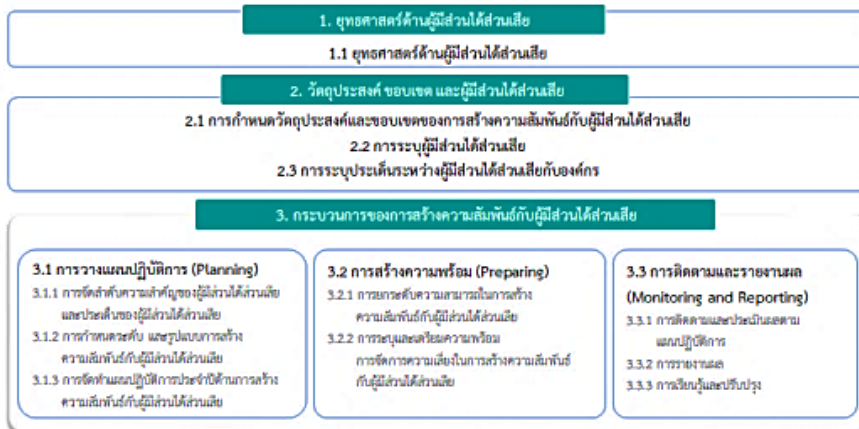 1. ยุทธศาสตร์ด้านผู้มีส่วนได้ส่วนเสีย
1.1 ยุทธศาสตร์ด้านผู้มีส่วนได้ส่วนเสีย
2. วัตถุประสงค์ ขอบเขต และผู้มีส่วนได้ส่วนเสีย
2.1 การกำหนดวัตถุประสงค์และขอบเขตของการสร้างความสัมพันธ์กับผู้มีส่วนได้ส่วนเสีย
2.2 การระบุผู้มีส่วนได้ส่วนเสีย
2.3 การระบุประเด็นระหว่างผู้มีส่วนได้ส่วนเสียกับองค์กร
3. กระบวนการของการสร้างความสัมพันธ์กับผู้มีส่วนได้ส่วนเสีย
3.1 การวางแผนปฏิบัติการ (Planning)
3.1.1 การจัดลำดับความสำคัญของผู้มีส่วนได้ส่วนเสีย
และประเด็นของผู้มีส่วนได้ส่วนเสีย
3.1.2 การกำหนดระดับ และรูปแบบการสร้าง
ความสัมพันธ์กับผู้มีส่วนได้ส่วนเสีย
3.1.3 การจัดทำแผนปฏิบัติการประจำปีด้านการสร้าง
ความสัมพันธ์กับผู้มีส่วนได้ส่วนเสีย
3.2 การสร้างความพร้อม (Preparing)
3.2.1 การยกระดับความสามารถในการสร้าง
ความสัมพันธ์กับผู้มีส่วนได้ส่วนเสีย
3.2.2 การระบุและเตรียมความพร้อม
การจัดการความเสี่ยงในการสร้างความสัมพันธ์
กับผู้มีส่วนได้ส่วนเสีย
3.3 การติดตามและรายงานผล
(Monitoring and Reporting)
3.3.1 การติดตามและประเมินผลตาม
แผนปฏิบัติการ
3.3.2 การรายงานผล
3.3.3 การเรียนรู้และปรับปรุง